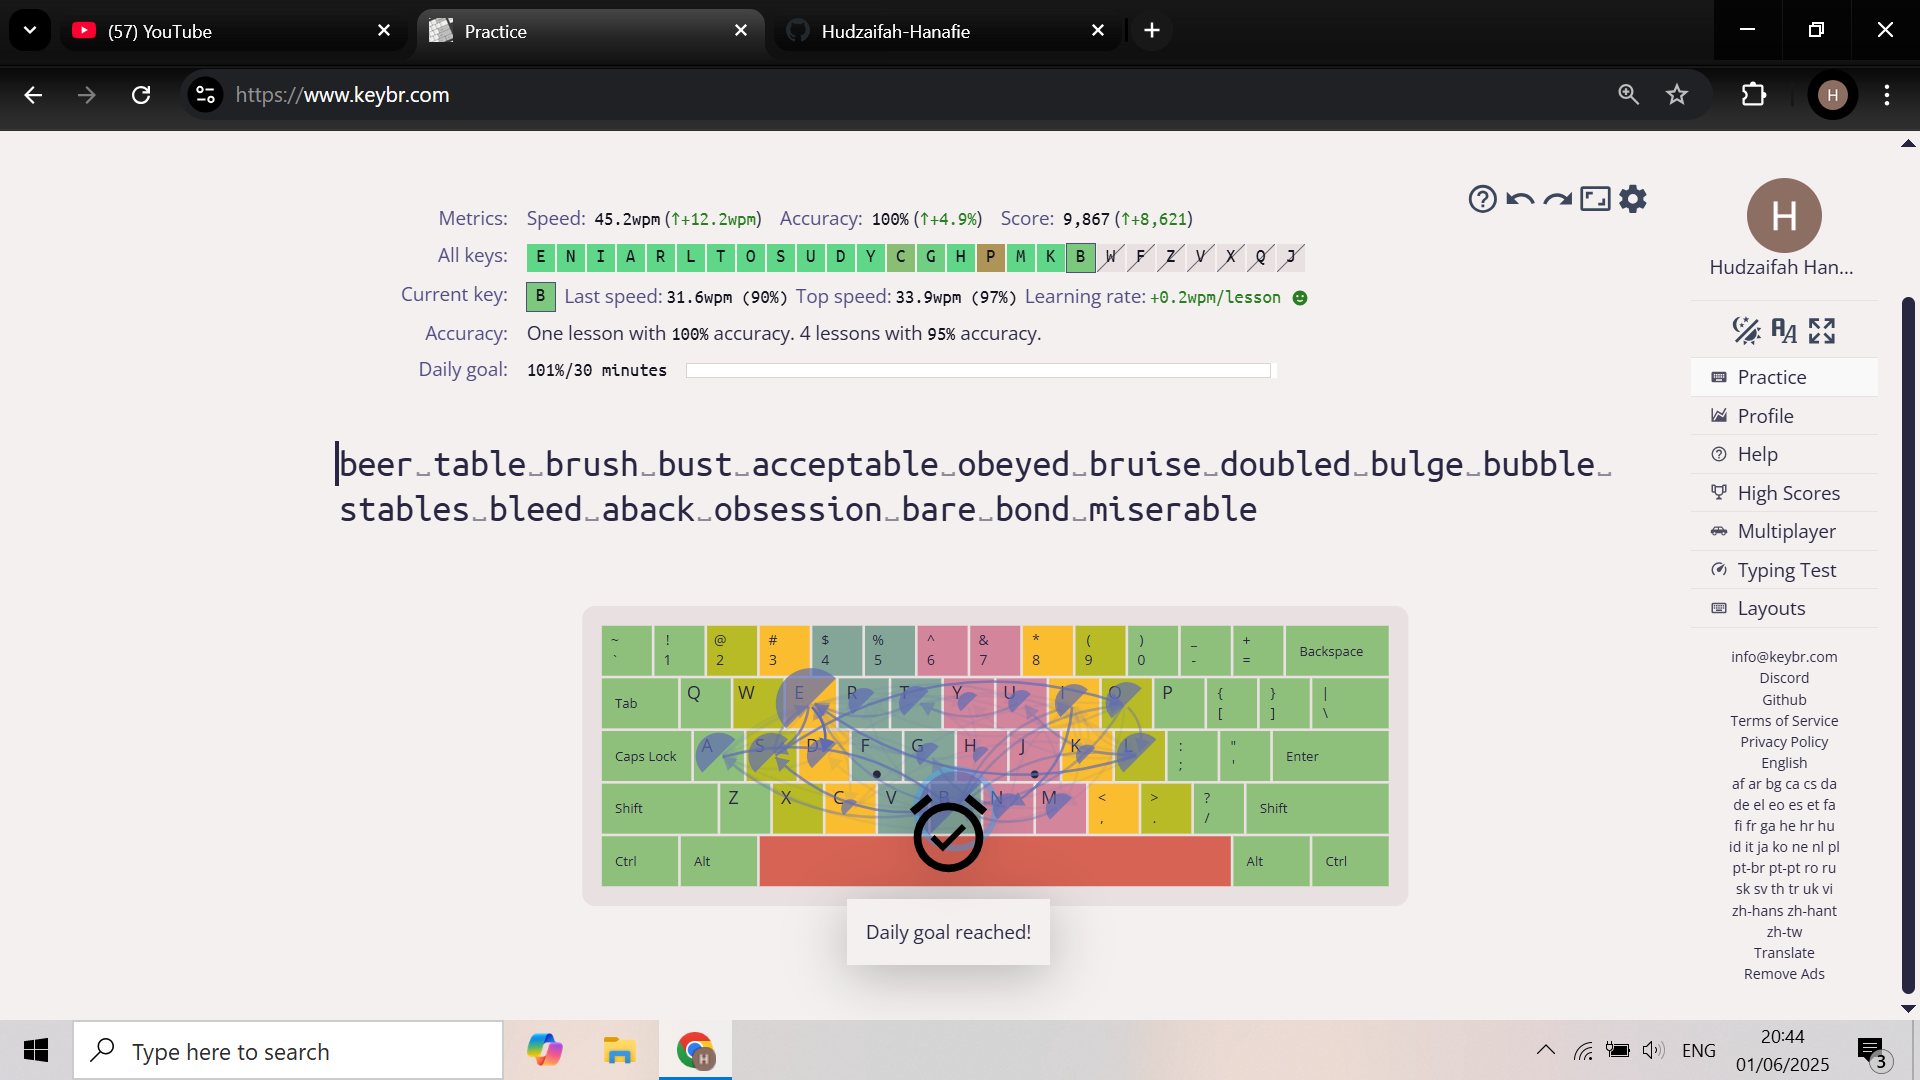 (57) YouTube
Practice
Hudzaifah-Hanafie
https://www.keybr.com
H
Metrics: Speed: 45.2wpm (↑+12.2wpm) Accuracy: 100% (↑+4.9%) Score: 9,867 (↑+8,621)
All keys: E N I A R L T O S U D Y C G H P M K B W F Z V X Q J
Current key: B Last speed: 31.6wpm (90%) Top speed: 33.9wpm (97%) Learning rate: +0.2wpm/lesson
Accuracy: One lesson with 100% accuracy. 4 lessons with 95% accuracy.
Daily goal: 101%/30 minutes
beer␣table␣brush␣bust␣acceptable␣obeyed␣bruise␣doubled␣bulge␣bubble␣
stables␣bleed␣aback␣obsession␣bare␣bond␣miserable
~ ! @ # $ % ^ & * ( ) _ +
` 1 2 3 4 5 6 7 8 9 0 - = Backspace
Tab Q W E R T Y U I O P { [ } ] | \
Caps Lock A S D F G H J K L : ; " ' Enter
Shift Z X C V B N M < , > . ? / Shift
Ctrl Alt Alt Ctrl
Daily goal reached!
H
Hudzaifah Han...
Practice
Profile
Help
High Scores
Multiplayer
Typing Test
Layouts
info@keybr.com
Discord
Github
Terms of Service
Privacy Policy
English
af ar bg ca cs da
de el eo es et fa
fi fr ga he hr hu
id it ja ko ne nl pl
pt-br pt-pt ro ru
sk sv th tr uk vi
zh-hans zh-hant
zh-tw
Translate
Remove Ads
Type here to search
H
ENG
20:44
01/06/2025
3